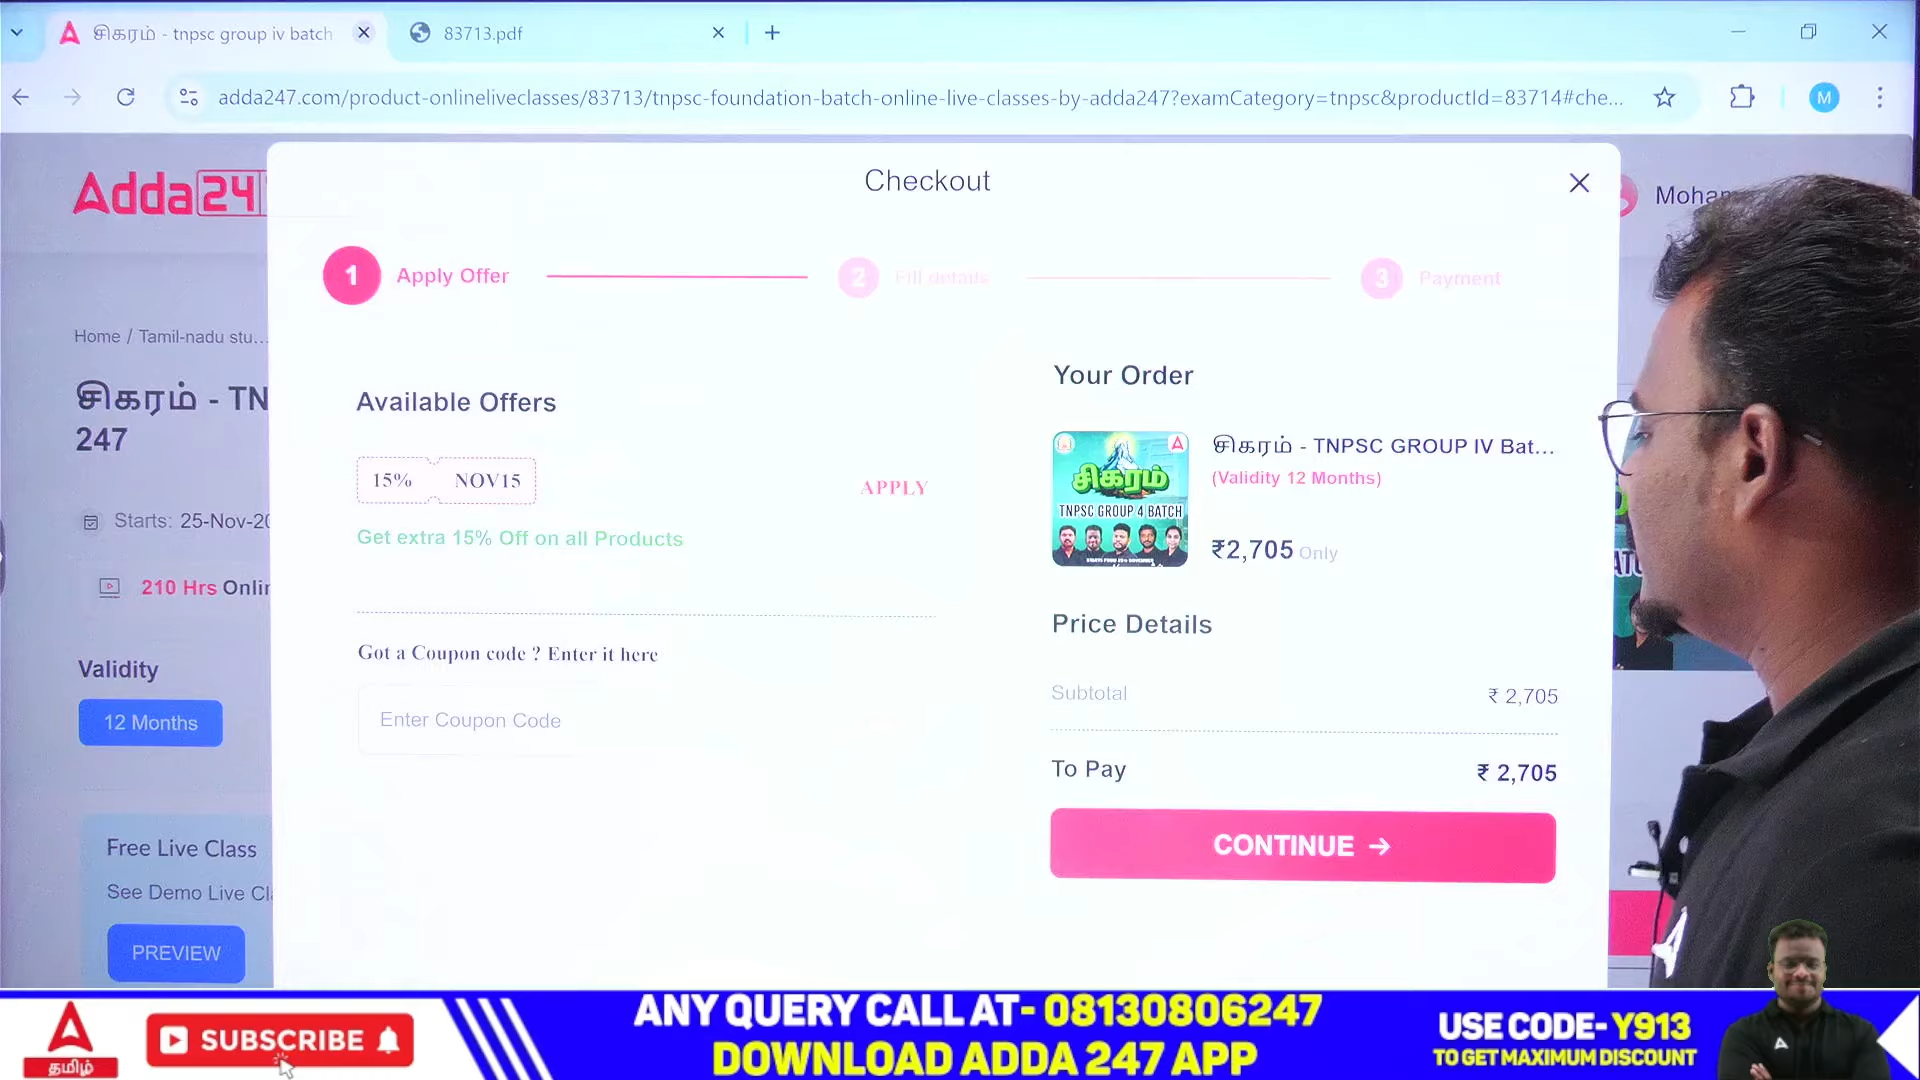 சிகரம் - tnpsc group iv batch
83713.pdf
adda247.com/product-onlineliveclasses/83713/tnpsc-foundation-batch-online-live-classes-by-adda247?examCategory=tnpsc&productId=83714#che...
M
Adda24
Checkout
1 Apply Offer
2 Fill details
3 Payment
Home / Tamil-nadu stu...
சிகரம் - TN
247
Starts: 25-Nov-20
210 Hrs Onlin
Validity
12 Months
Free Live Class
See Demo Live Cl
PREVIEW
Available Offers
15% NOV15
APPLY
Get extra 15% Off on all Products
Got a Coupon code ? Enter it here
Enter Coupon Code
Your Order
சிகரம்
TNPSC GROUP 4 BATCH
சிகரம் - TNPSC GROUP IV Bat...
(Validity 12 Months)
₹2,705 Only
Price Details
Subtotal ₹ 2,705
To Pay ₹ 2,705
CONTINUE →
தமிழ்
SUBSCRIBE
ANY QUERY CALL AT- 08130806247
DOWNLOAD ADDA 247 APP
USE CODE- Y913
TO GET MAXIMUM DISCOUNT